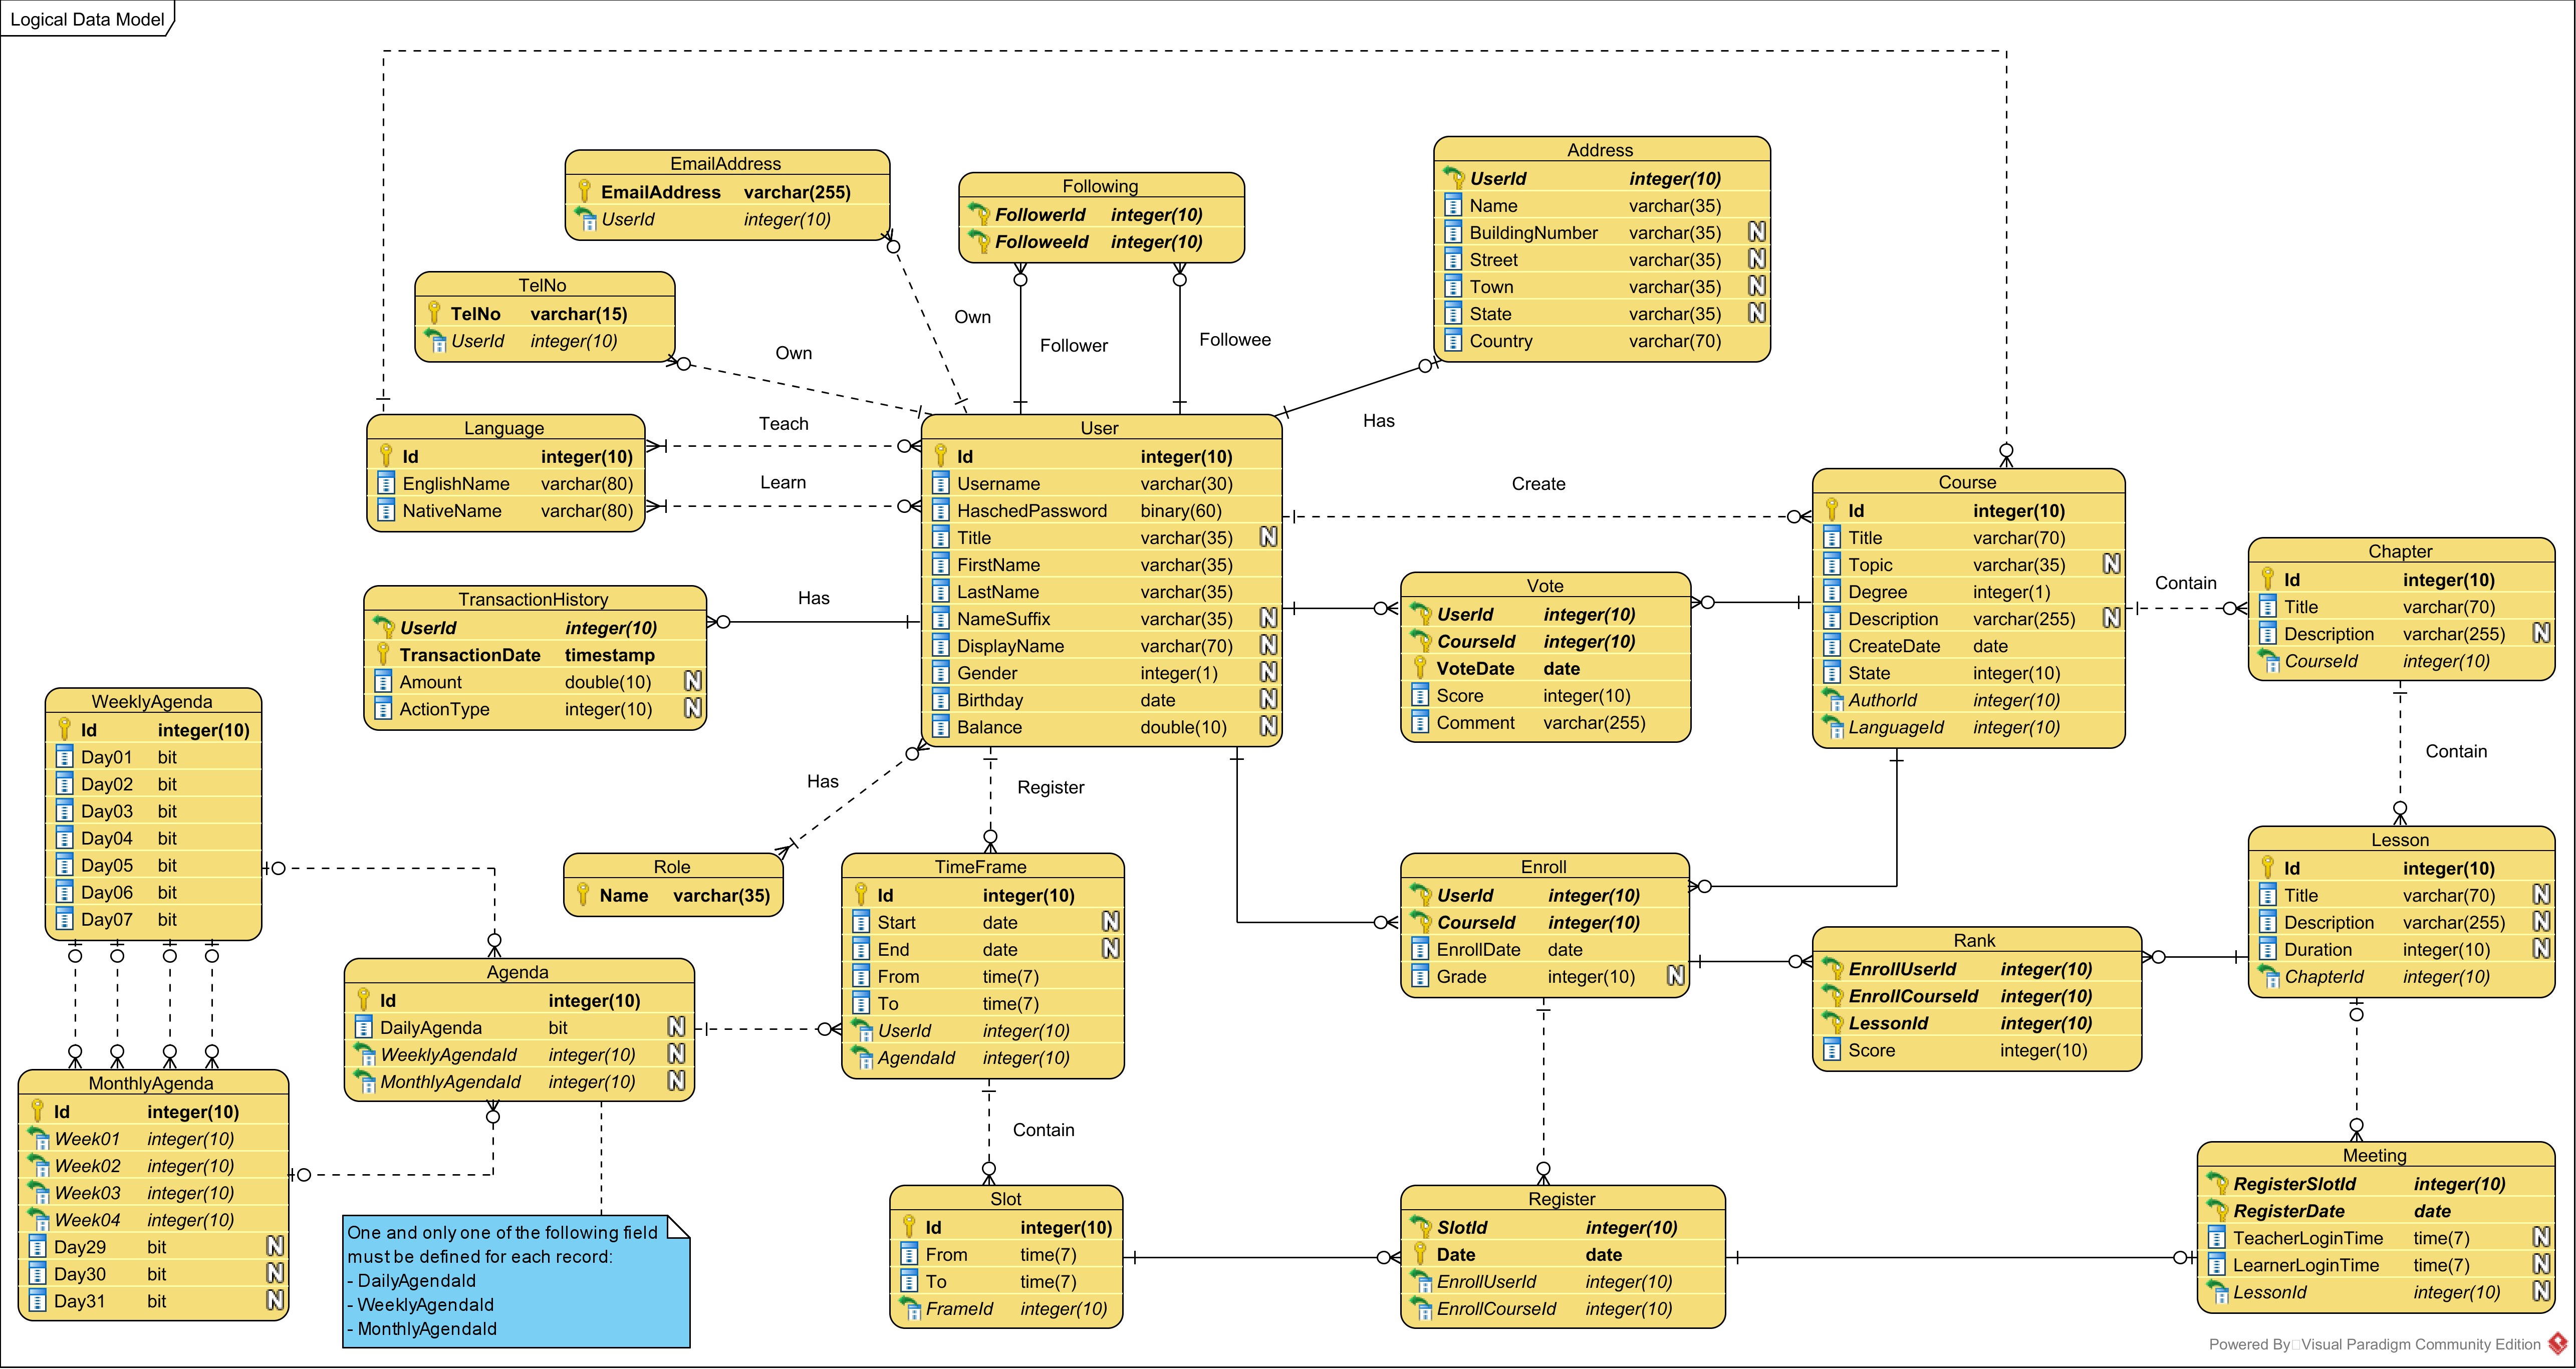 Logical Data Model
EmailAddress
EmailAddress varchar(255)
UserId integer(10)
Following
FollowerId integer(10)
FolloweeId integer(10)
Address
UserId integer(10)
Name varchar(35)
BuildingNumber varchar(35) N
Street varchar(35) N
Town varchar(35) N
State varchar(35) N
Country varchar(70)
TelNo
TelNo varchar(15)
UserId integer(10)
Own
Own
Follower
Followee
Has
Teach
Learn
Language
Id integer(10)
EnglishName varchar(80)
NativeName varchar(80)
User
Id integer(10)
Username varchar(30)
HaschedPassword binary(60)
Title varchar(35) N
FirstName varchar(35)
LastName varchar(35)
NameSuffix varchar(35) N
DisplayName varchar(70) N
Gender integer(1) N
Birthday date N
Balance double(10) N
Create
Course
Id integer(10)
Title varchar(70)
Topic varchar(35) N
Degree integer(1)
Description varchar(255) N
CreateDate date
State integer(10)
AuthorId integer(10)
LanguageId integer(10)
Contain
Chapter
Id integer(10)
Title varchar(70)
Description varchar(255) N
CourseId integer(10)
Vote
UserId integer(10)
CourseId integer(10)
VoteDate date
Score integer(10)
Comment varchar(255)
TransactionHistory
UserId integer(10)
TransactionDate timestamp
Amount double(10) N
ActionType integer(10) N
Has
WeeklyAgenda
Id integer(10)
Day01 bit
Day02 bit
Day03 bit
Day04 bit
Day05 bit
Day06 bit
Day07 bit
Has
Register
Contain
Role
Name varchar(35)
TimeFrame
Id integer(10)
Start date N
End date N
From time(7)
To time(7)
UserId integer(10)
AgendaId integer(10)
Enroll
UserId integer(10)
CourseId integer(10)
EnrollDate date
Grade integer(10) N
Lesson
Id integer(10)
Title varchar(70) N
Description varchar(255) N
Duration integer(10) N
ChapterId integer(10)
Rank
EnrollUserId integer(10)
EnrollCourseId integer(10)
LessonId integer(10)
Score integer(10)
Agenda
Id integer(10)
DailyAgenda bit N
WeeklyAgendaId integer(10) N
MonthlyAgendaId integer(10) N
MonthlyAgenda
Id integer(10)
Week01 integer(10)
Week02 integer(10)
Week03 integer(10)
Week04 integer(10)
Day29 bit N
Day30 bit N
Day31 bit N
Contain
One and only one of the following field
must be defined for each record:
- DailyAgendaId
- WeeklyAgendaId
- MonthlyAgendaId
Slot
Id integer(10)
From time(7)
To time(7)
FrameId integer(10)
Register
SlotId integer(10)
Date date
EnrollUserId integer(10)
EnrollCourseId integer(10)
Meeting
RegisterSlotId integer(10)
RegisterDate date
TeacherLoginTime time(7) N
LearnerLoginTime time(7) N
LessonId integer(10) N
Powered By Visual Paradigm Community Edition